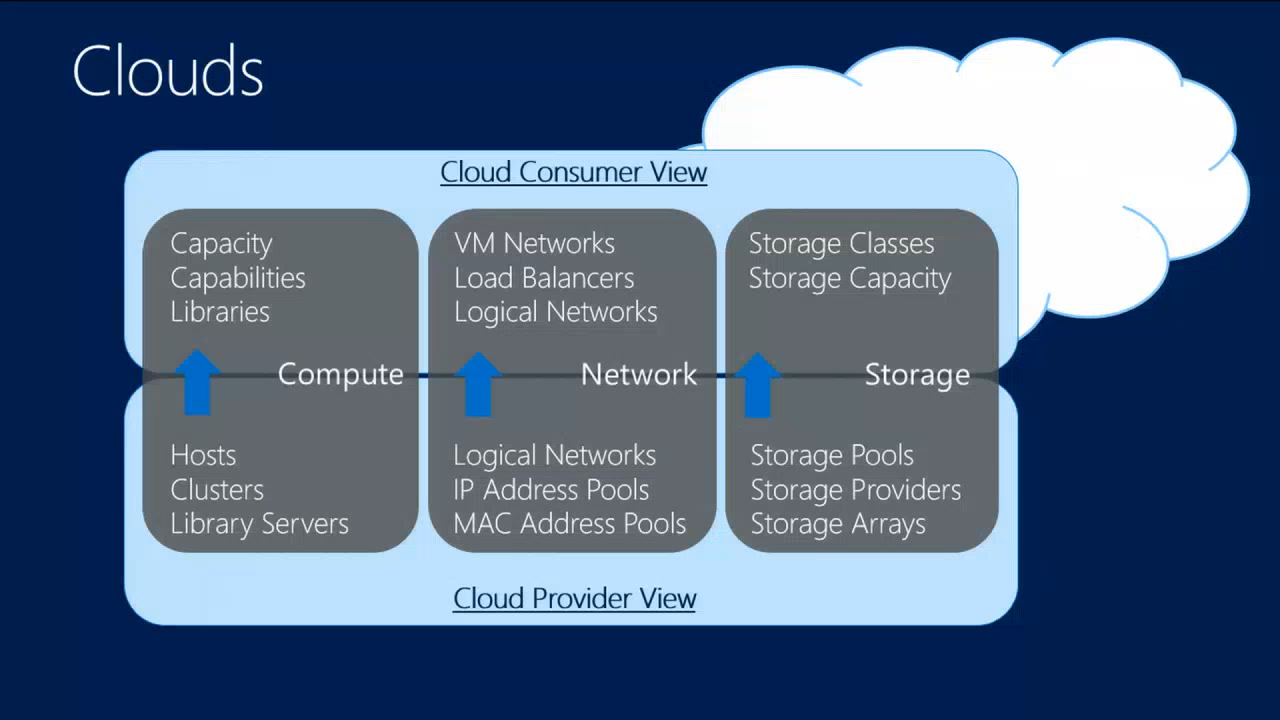 Clouds
Cloud Consumer View
Capacity
Capabilities
Libraries
VM Networks
Load Balancers
Logical Networks
Storage Classes
Storage Capacity
Compute
Network
Storage
Hosts
Clusters
Library Servers
Logical Networks
IP Address Pools
MAC Address Pools
Storage Pools
Storage Providers
Storage Arrays
Cloud Provider View